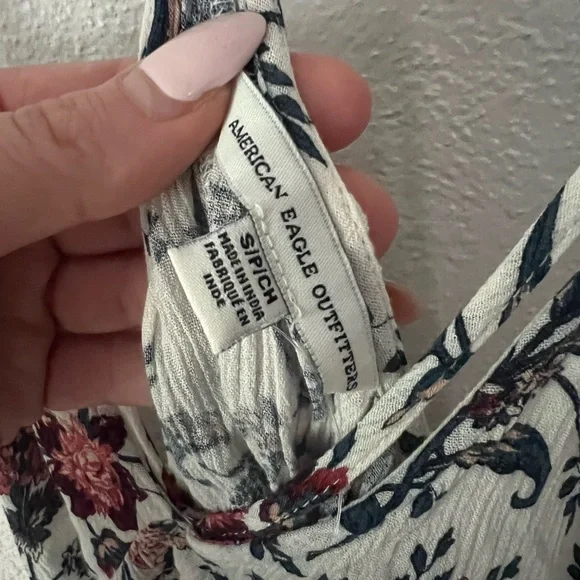 AMERICAN EAGLE OUTFITTERS
S/P/CH
MADE IN INDIA
FABRIQUÉ EN
INDE